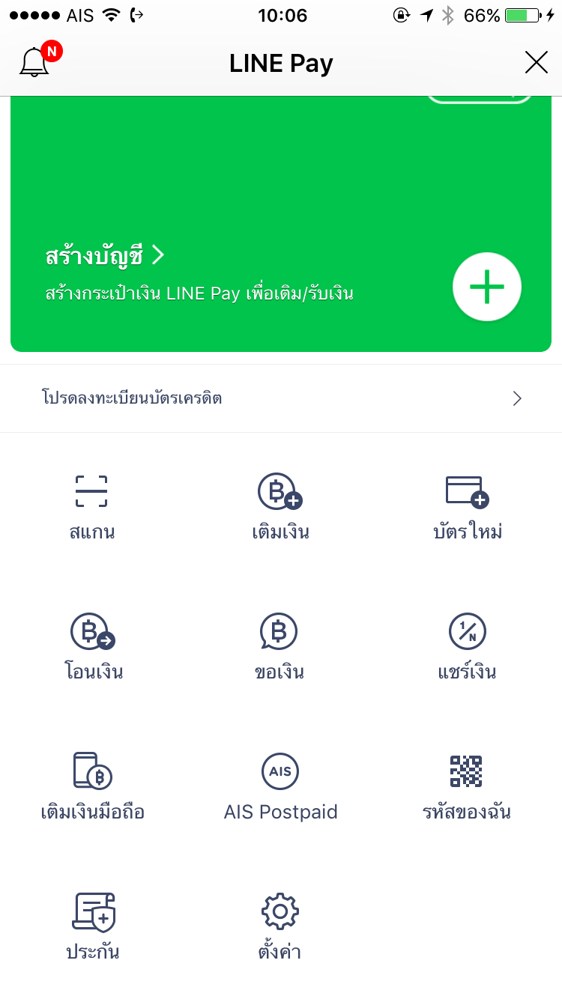 AIS 10:06 66%
N LINE Pay
สร้างบัญชี
สร้างกระเป๋าเงิน LINE Pay เพื่อเติม/รับเงิน
โปรดลงทะเบียนบัตรเครดิต
สแกน เติมเงิน บัตรใหม่
โอนเงิน ขอเงิน แชร์เงิน
1/N
AIS
เติมเงินมือถือ AIS Postpaid รหัสของฉัน
ประกัน ตั้งค่า